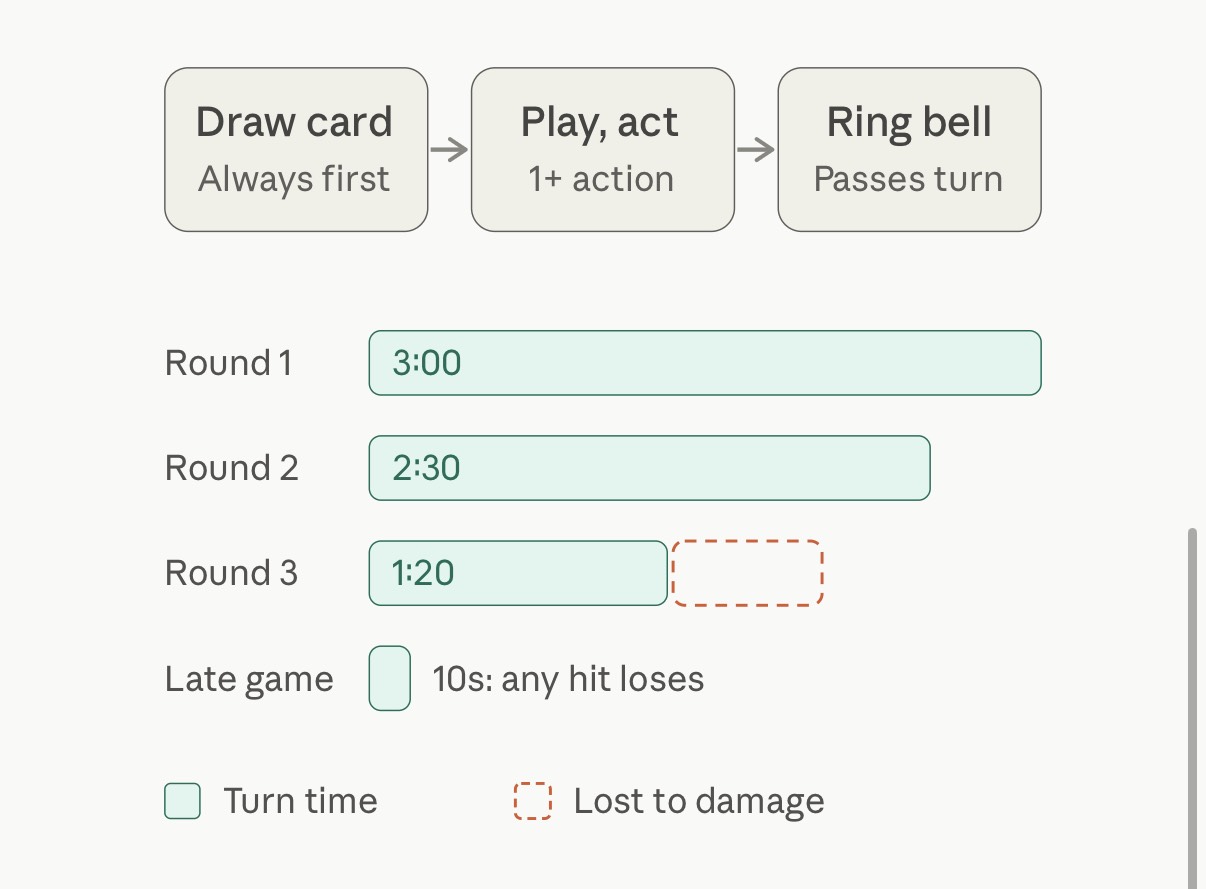 Draw card
Always first
Play, act
1+ action
Ring bell
Passes turn
Round 1
3:00
Round 2
2:30
Round 3
1:20
Late game
10s: any hit loses
Turn time
Lost to damage